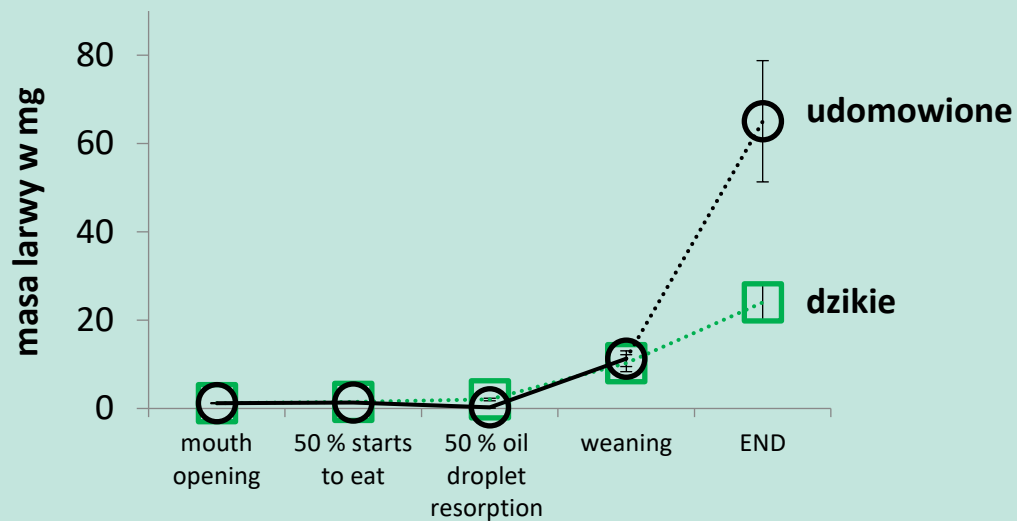 80
60
40
20
0
masa larwy w mg
udomowione
dzikie
mouth
opening
50 % starts
to eat
50 % oil
droplet
resorption
weaning
END